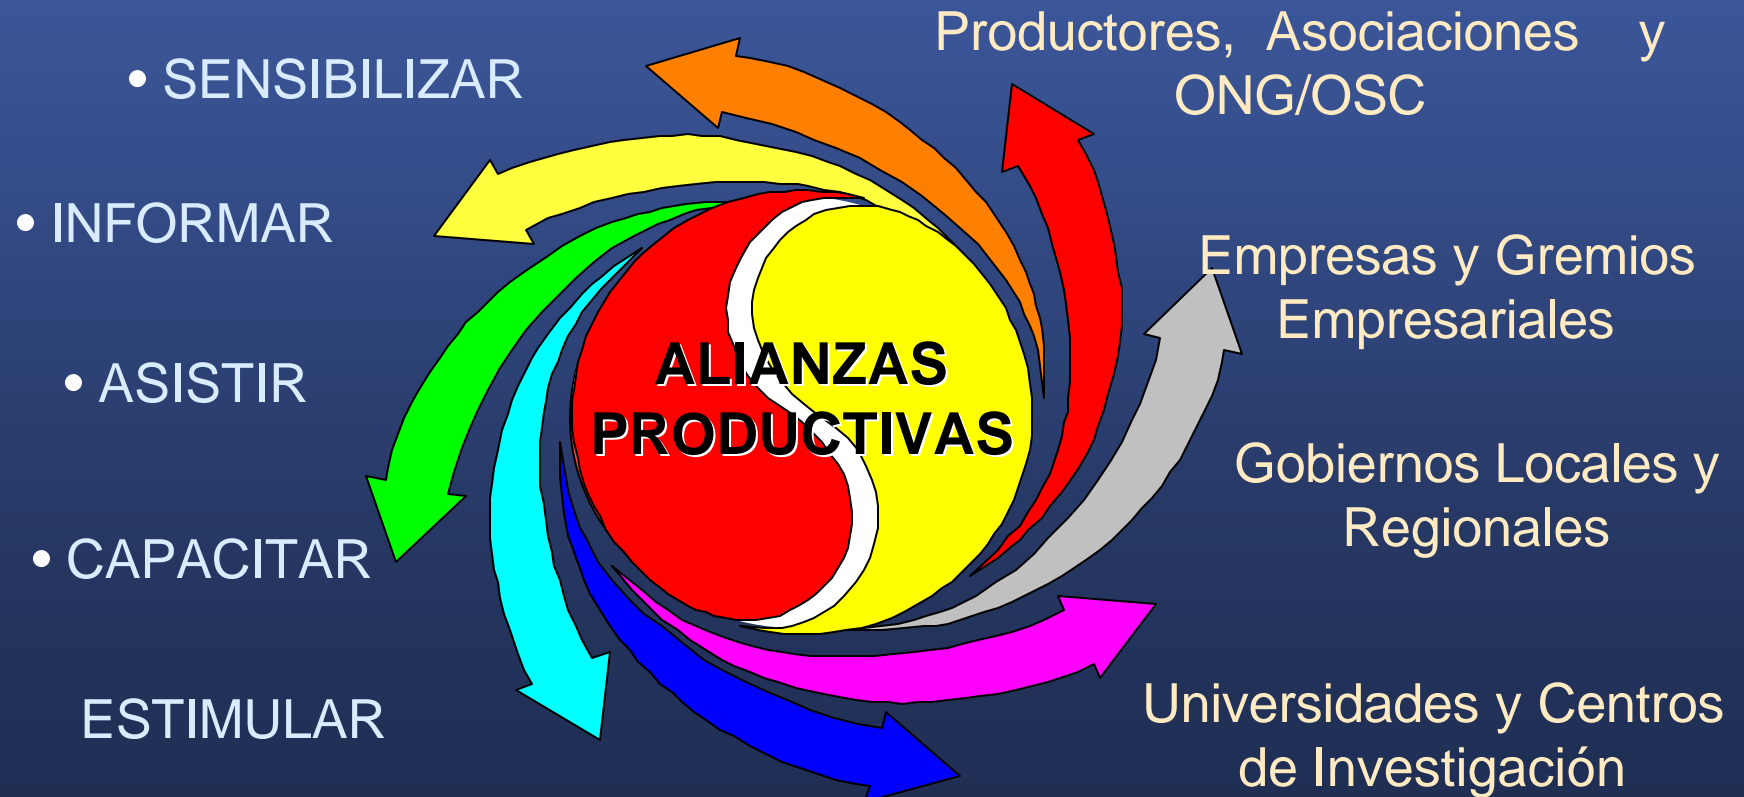 • SENSIBILIZAR
• INFORMAR
• ASISTIR
• CAPACITAR
ESTIMULAR
ALIANZAS
PRODUCTIVAS
Productores, Asociaciones y
ONG/OSC
Empresas y Gremios
Empresariales
Gobiernos Locales y
Regionales
Universidades y Centros
de Investigación